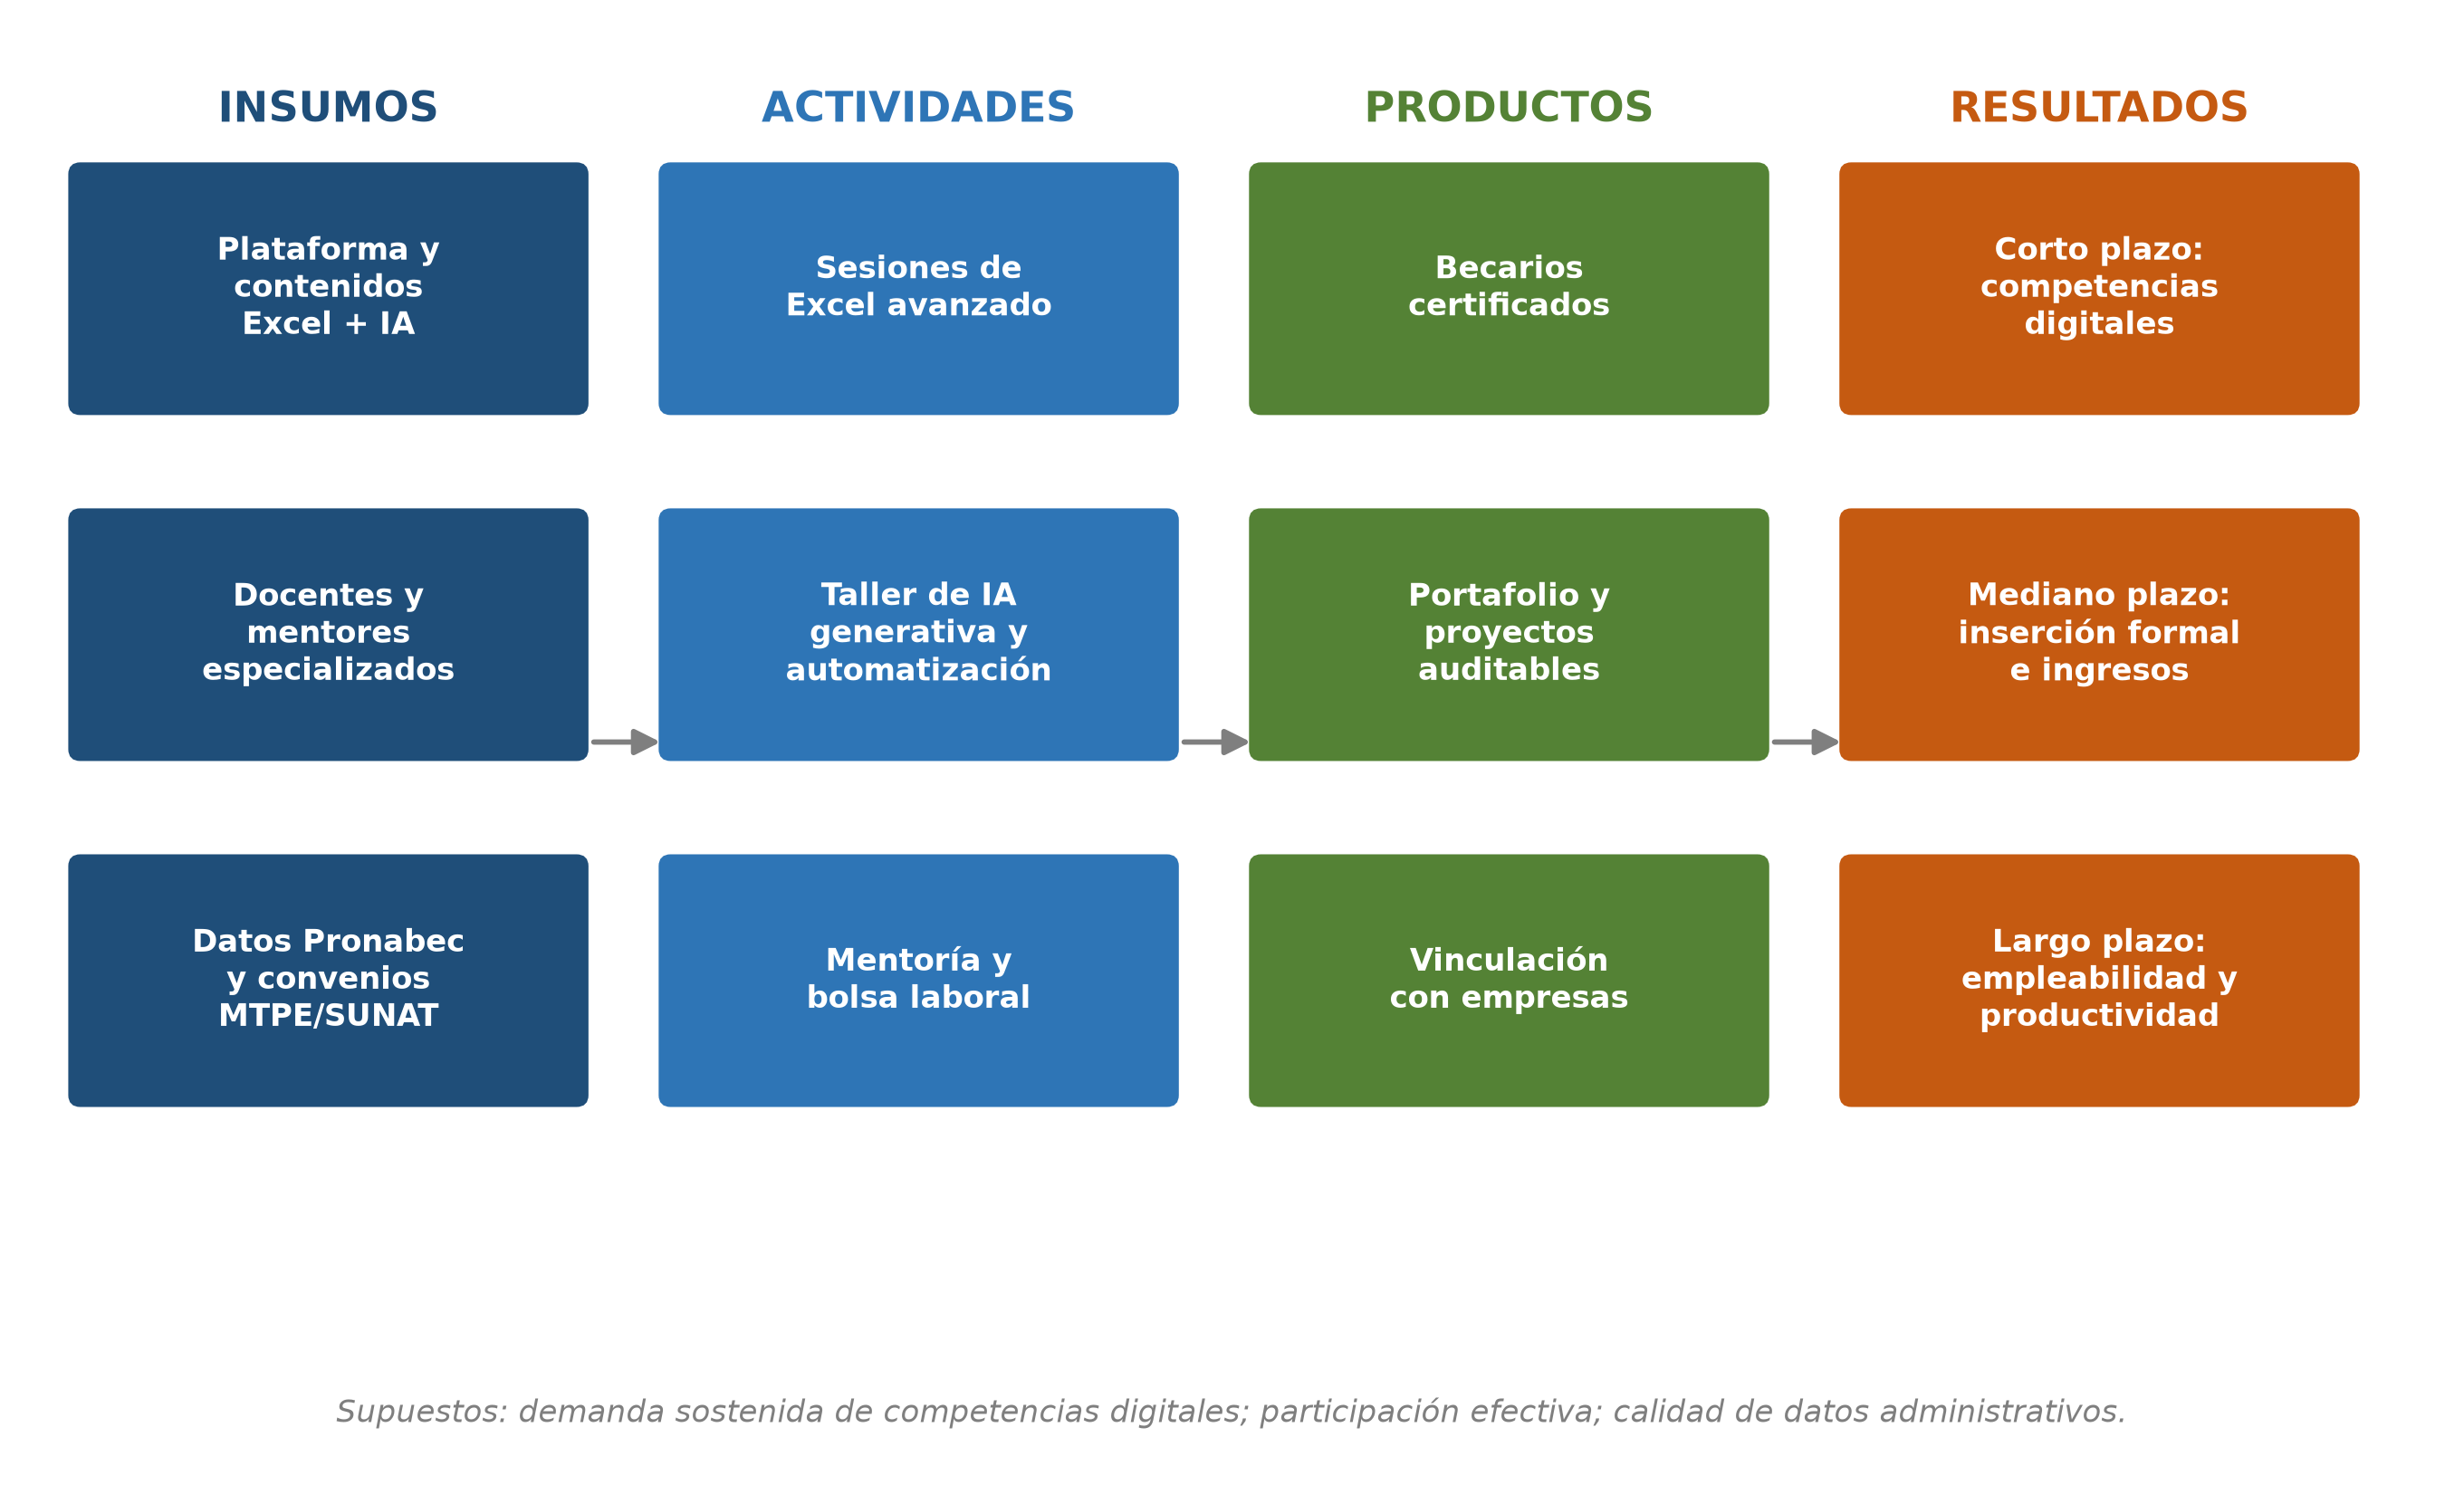 INSUMOS
ACTIVIDADES
PRODUCTOS
RESULTADOS
Plataforma y
contenidos
Excel + IA
Sesiones de
Excel avanzado
Becarios
certificados
Corto plazo:
competencias
digitales
Docentes y
mentores
especializados
Taller de IA
generativa y
automatización
Portafolio y
proyectos
auditables
Mediano plazo:
inserción formal
e ingresos
Datos Pronabec
y convenios
MTPE/SUNAT
Mentoría y
bolsa laboral
Vinculación
con empresas
Largo plazo:
empleabilidad y
productividad
Supuestos: demanda sostenida de competencias digitales; participación efectiva; calidad de datos administrativos.